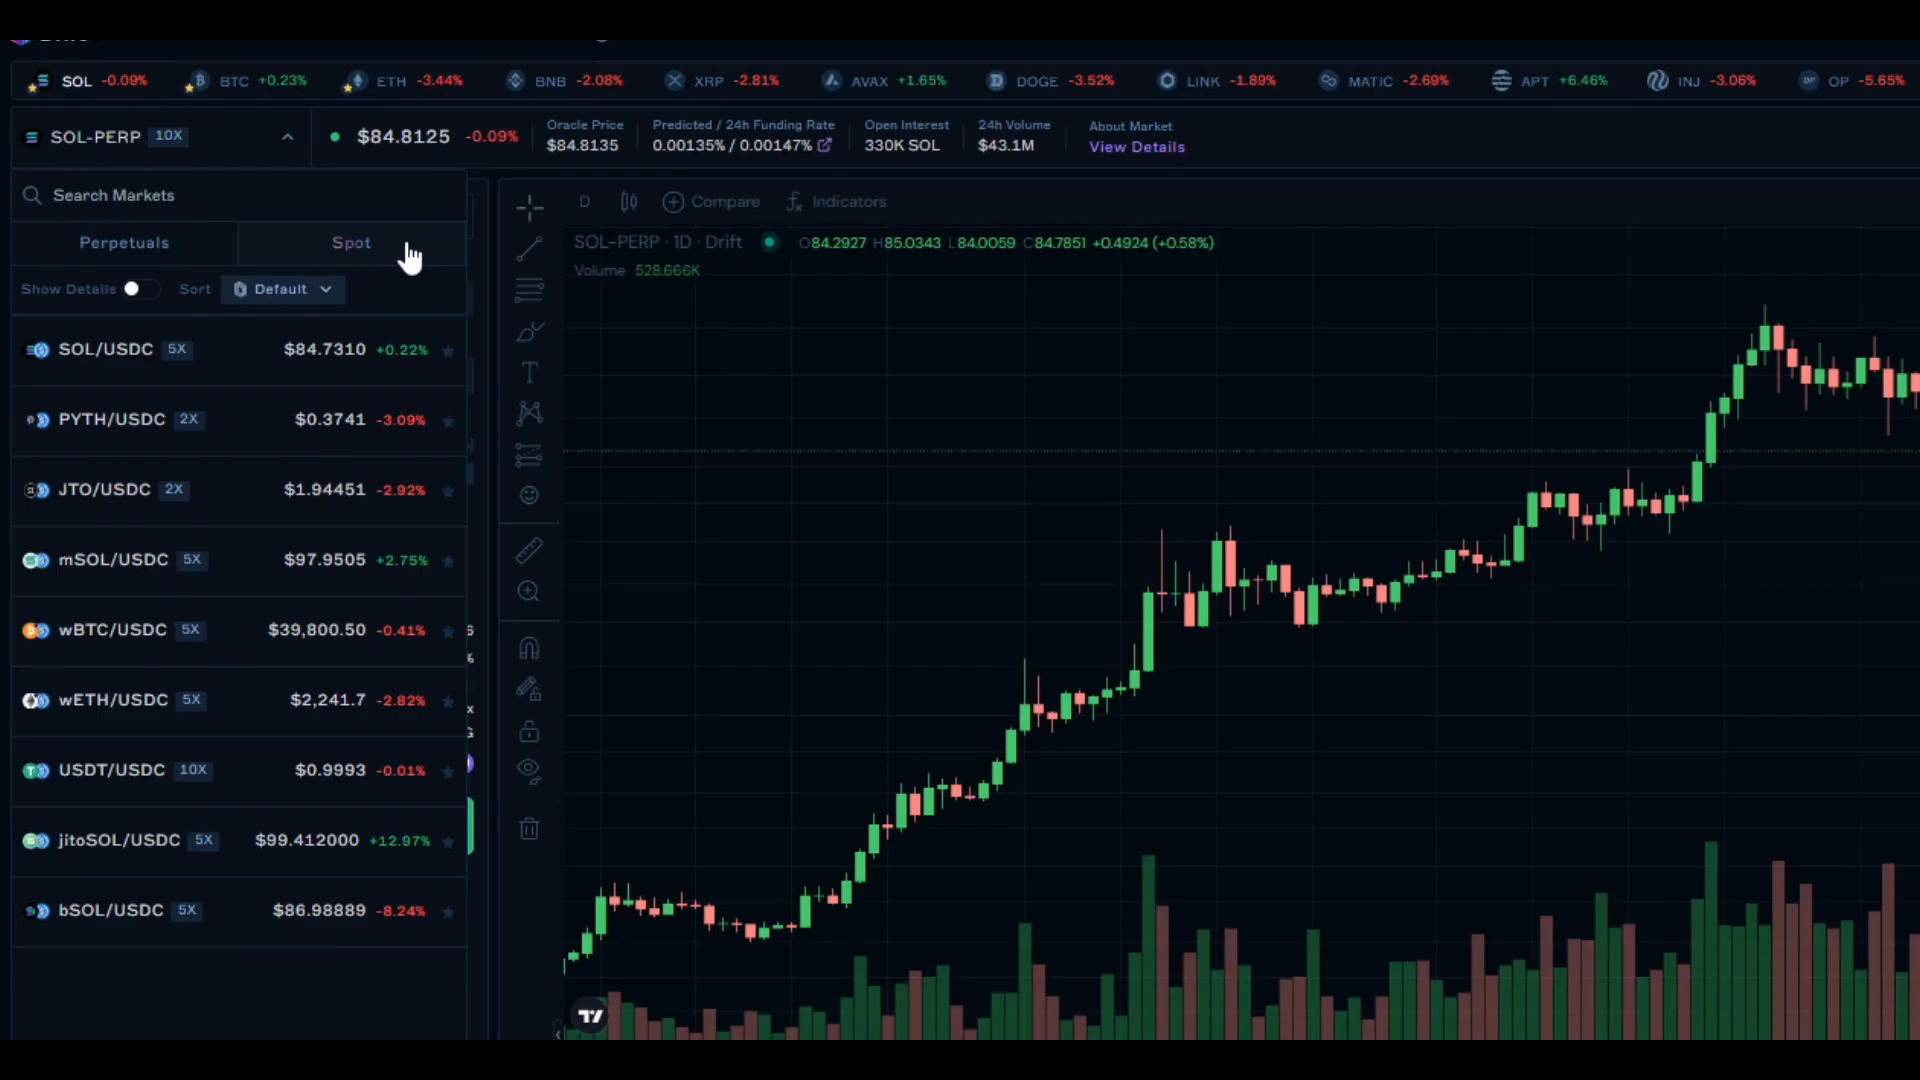 SOL -0.09% BTC +0.23% ETH -3.44% BNB -2.08% XRP -2.81% AVAX +1.65% DOGE -3.52% LINK -1.89% MATIC -2.69% APT +6.46% INJ -3.06% OP -5.65%
SOL-PERP 10X $84.8125 -0.09%
Oracle Price
$84.8135
Predicted / 24h Funding Rate
0.00135% / 0.00147%
Open Interest
330K SOL
24h Volume
$43.1M
About Market
View Details
Search Markets
Perpetuals Spot
Show Details Sort Default
SOL/USDC 5X $84.7310 +0.22%
PYTH/USDC 2X $0.3741 -3.09%
JTO/USDC 2X $1.94451 -2.92%
mSOL/USDC 5X $97.9505 +2.75%
wBTC/USDC 5X $39,800.50 -0.41%
wETH/USDC 5X $2,241.7 -2.82%
USDT/USDC 10X $0.9993 -0.01%
jitoSOL/USDC 5X $99.412000 +12.97%
bSOL/USDC 5X $86.98889 -8.24%
D Compare Indicators
SOL-PERP · 1D · Drift O84.2927 H85.0343 L84.0059 C84.7851 +0.4924 (+0.58%)
Volume 528.666K